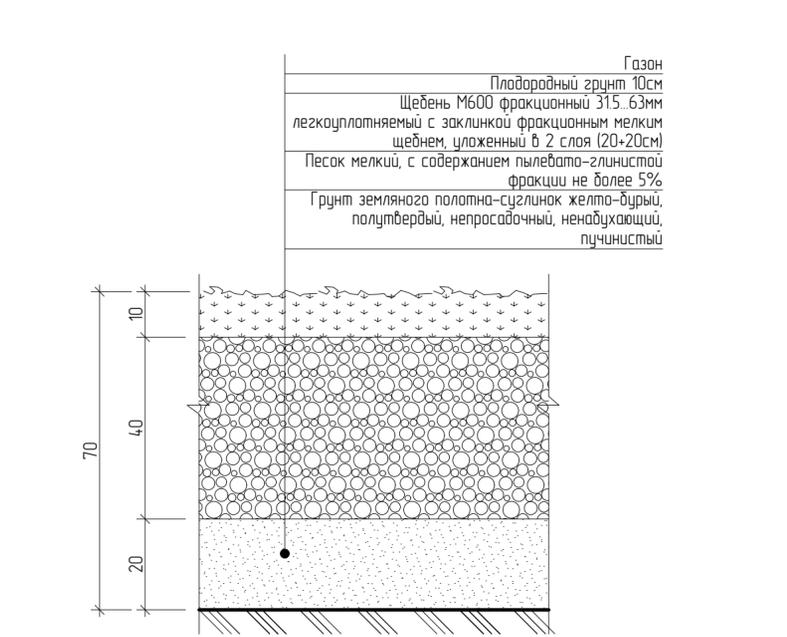 Газон
Плодородный грунт 10см
Щебень М600 фракционный 31.5...63мм
легкоуплотняемый с заклинкой фракционным мелким
щебнем, уложенный в 2 слоя (20+20см)
Песок мелкий, с содержанием пылевато-глинистой
фракции не более 5%
Грунт земляного полотна-суглинок желто-бурый,
полутвердый, непросадочный, ненабухающий,
пучинистый
10
40
70
20